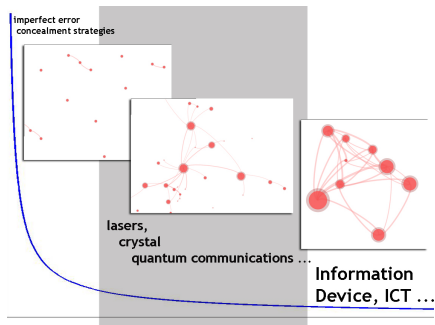 imperfect error
concealment strategies
lasers,
crystal
quantum communications ...
Information
Device, ICT ...